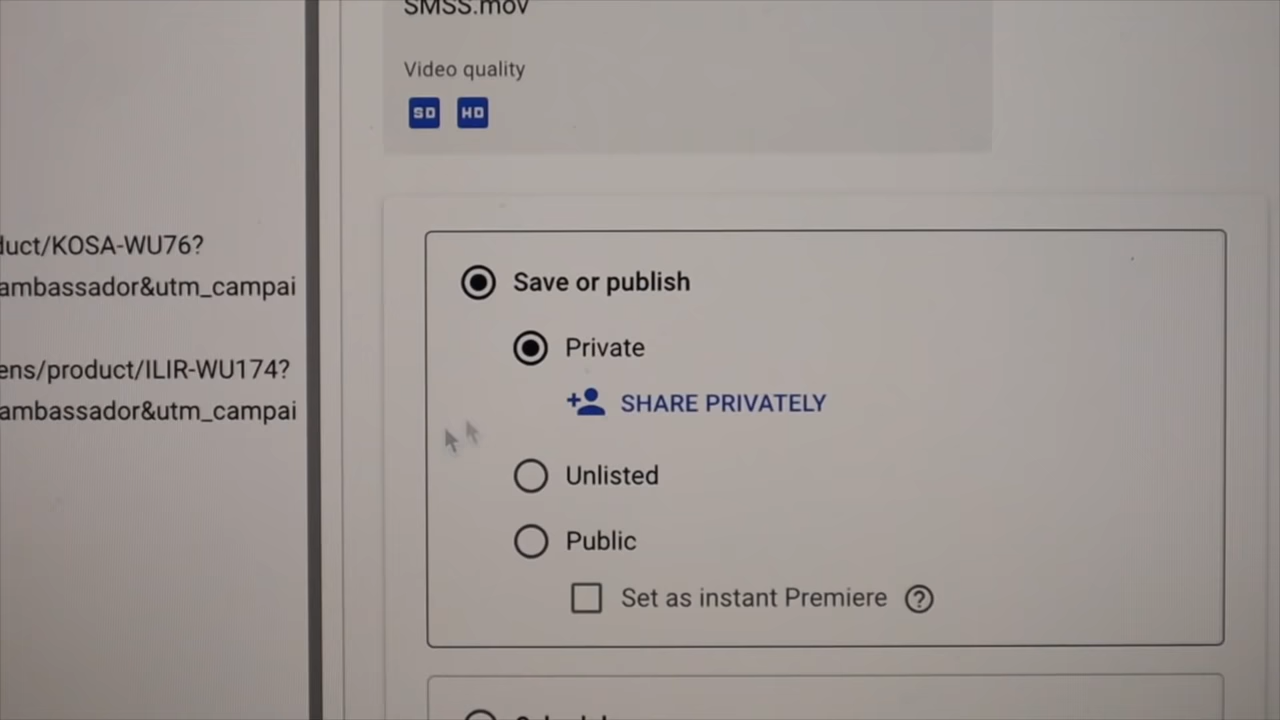 SMSS.mov
Video quality
SD HD
duct/KOSA-WU76?
ambassador&utm_campai
ens/product/ILIR-WU174?
ambassador&utm_campai
Save or publish
Private
SHARE PRIVATELY
Unlisted
Public
Set as instant Premiere